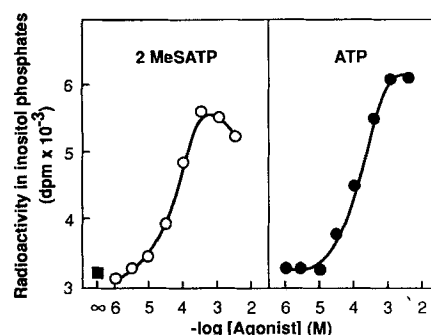 Radioactivity in inositol phosphates
(dpm x 10⁻³)
2 MeSATP
ATP
6
5
4
3
∞ 6 5 4 3 2
6 5 4 3 2
-log [Agonist] (M)